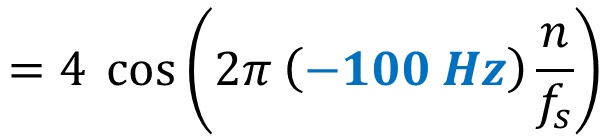 = 4 cos(2π(−100 Hz) n/fₛ)